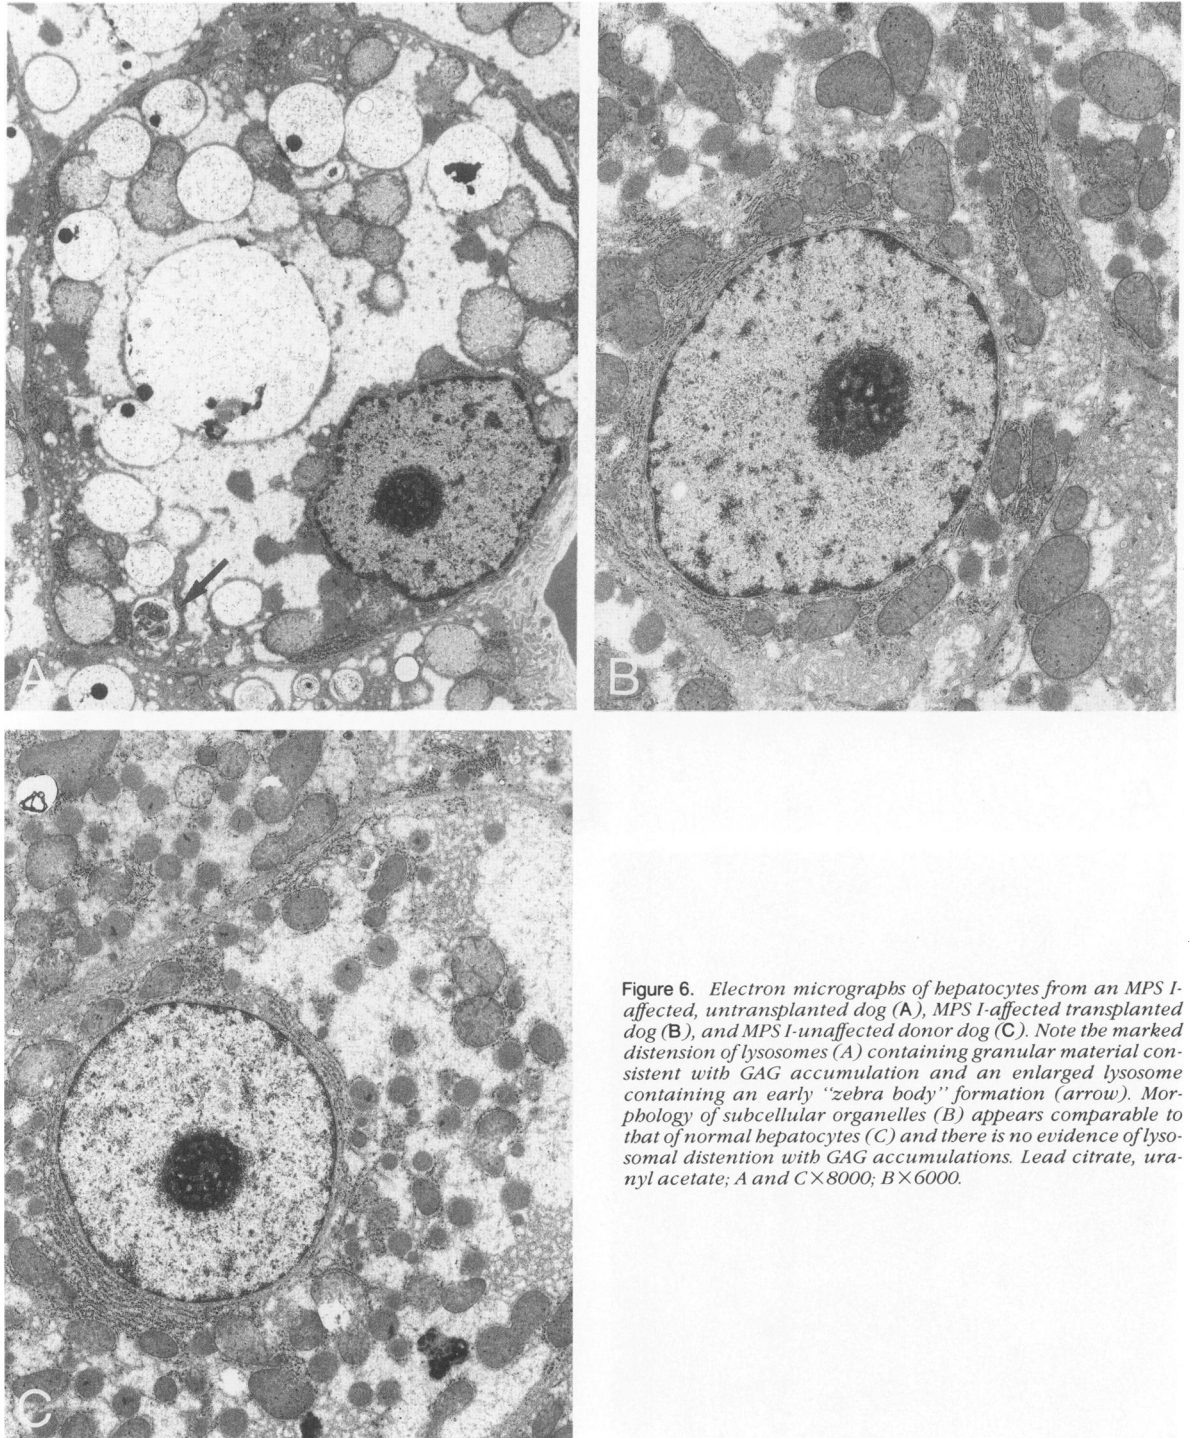 A
B
C
Figure 6. Electron micrographs of hepatocytes from an MPS I-
affected, untransplanted dog (A), MPS I-affected transplanted
dog (B), and MPS I-unaffected donor dog (C). Note the marked
distension of lysosomes (A) containing granular material con-
sistent with GAG accumulation and an enlarged lysosome
containing an early “zebra body” formation (arrow). Mor-
phology of subcellular organelles (B) appears comparable to
that of normal hepatocytes (C) and there is no evidence of lyso-
somal distention with GAG accumulations. Lead citrate, ura-
nyl acetate; A and C×8000; B×6000.